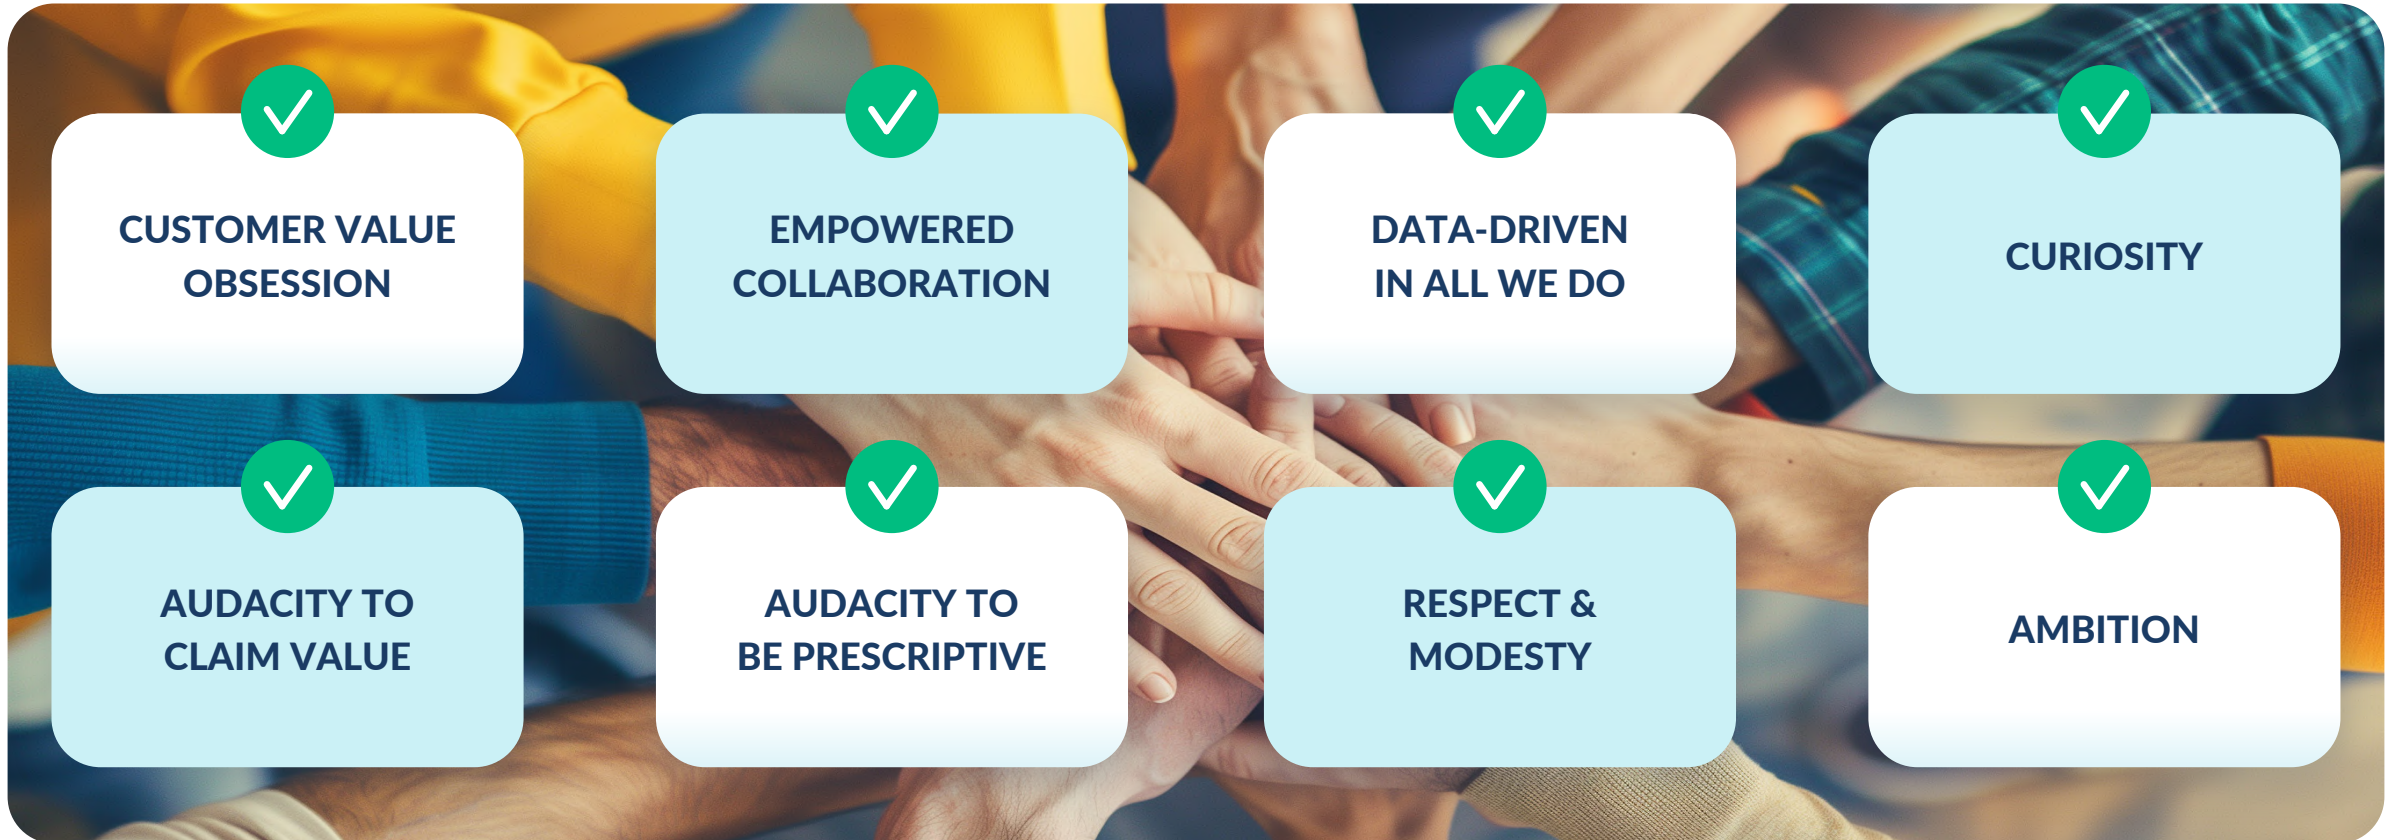 CUSTOMER VALUE
OBSESSION
EMPOWERED
COLLABORATION
DATA-DRIVEN
IN ALL WE DO
CURIOSITY
AUDACITY TO
CLAIM VALUE
AUDACITY TO
BE PRESCRIPTIVE
RESPECT &
MODESTY
AMBITION